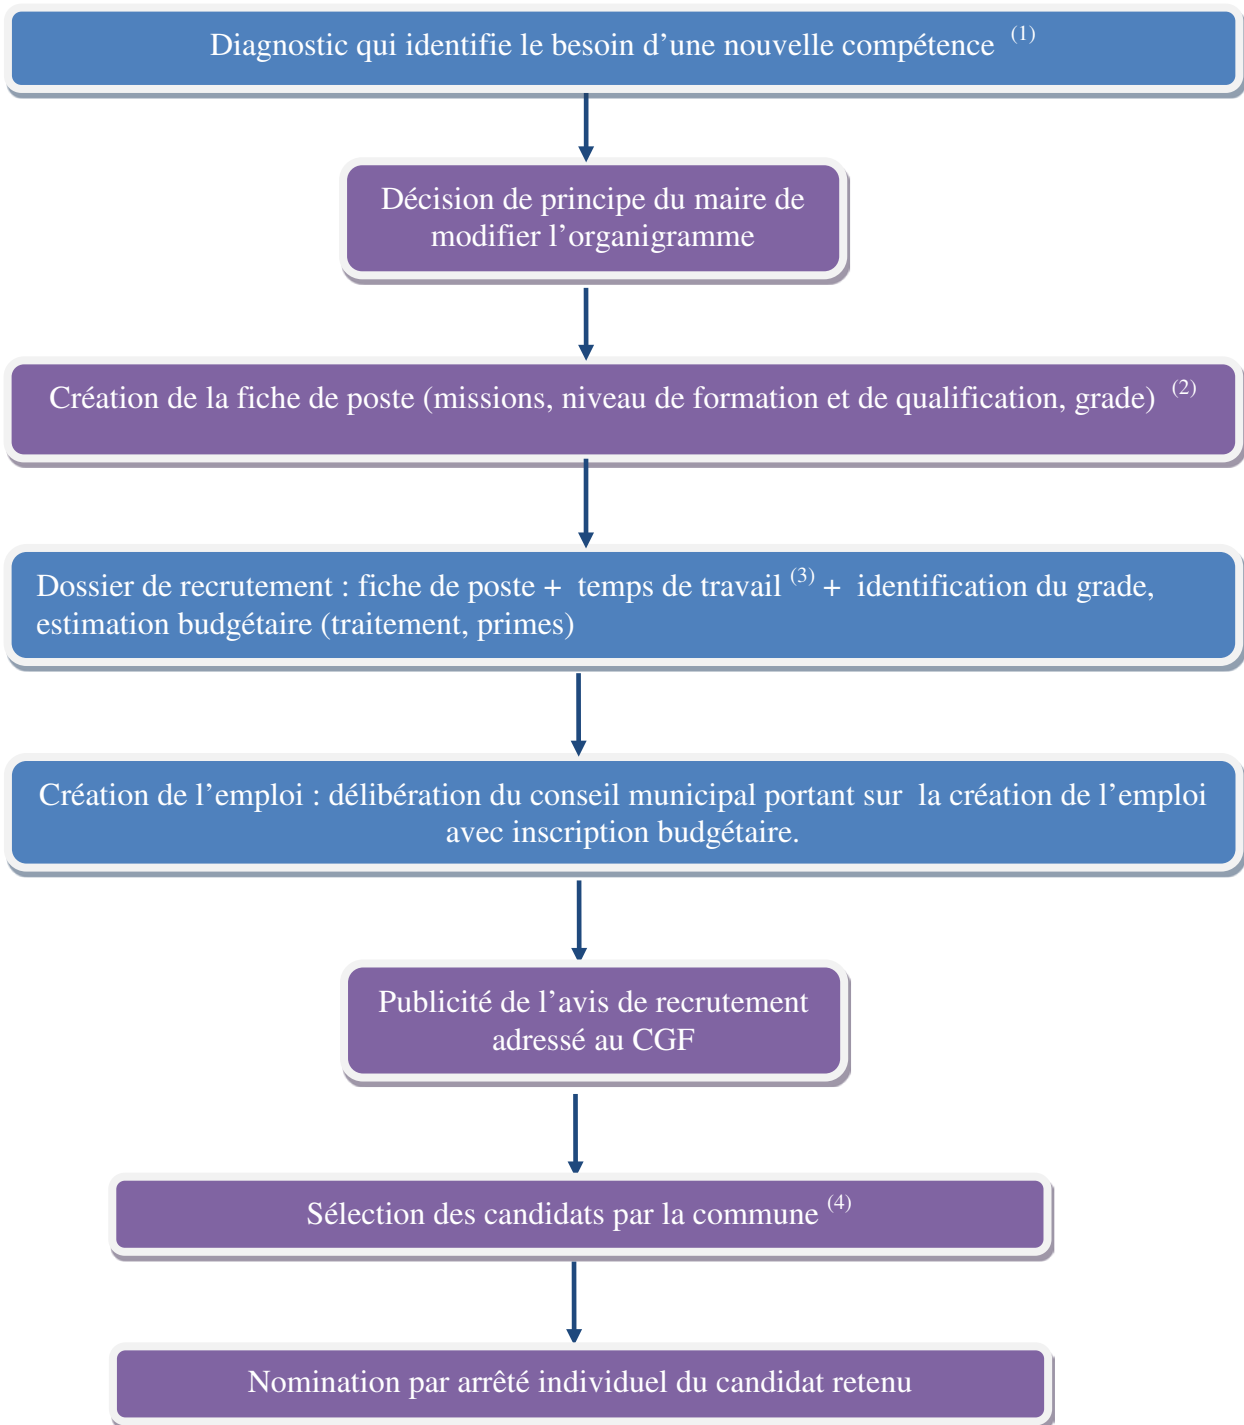 Diagnostic qui identifie le besoin d’une nouvelle compétence (1)
Décision de principe du maire de
modifier l’organigramme
Création de la fiche de poste (missions, niveau de formation et de qualification, grade) (2)
Dossier de recrutement : fiche de poste + temps de travail (3) + identification du grade,
estimation budgétaire (traitement, primes)
Création de l’emploi : délibération du conseil municipal portant sur la création de l’emploi
avec inscription budgétaire.
Publicité de l’avis de recrutement
adressé au CGF
Sélection des candidats par la commune (4)
Nomination par arrêté individuel du candidat retenu